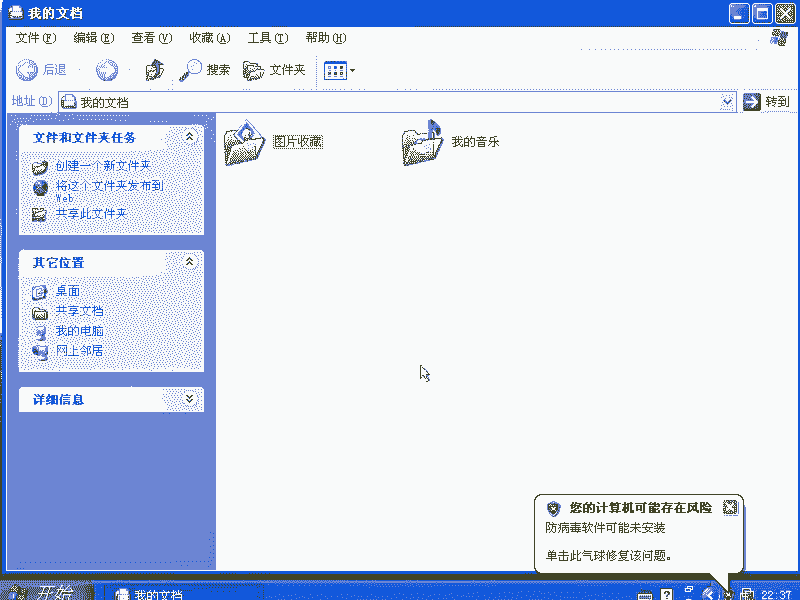 我的文档
文件(F) 编辑(E) 查看(V) 收藏(A) 工具(T) 帮助(H)
后退 搜索 文件夹
地址(D) 我的文档 转到
文件和文件夹任务
创建一个新文件夹
将这个文件夹发布到
Web
共享此文件夹
其它位置
桌面
共享文档
我的电脑
网上邻居
详细信息
图片收藏
我的音乐
您的计算机可能存在风险
防病毒软件可能未安装
单击此气球修复该问题。
开始 我的文档 22:37